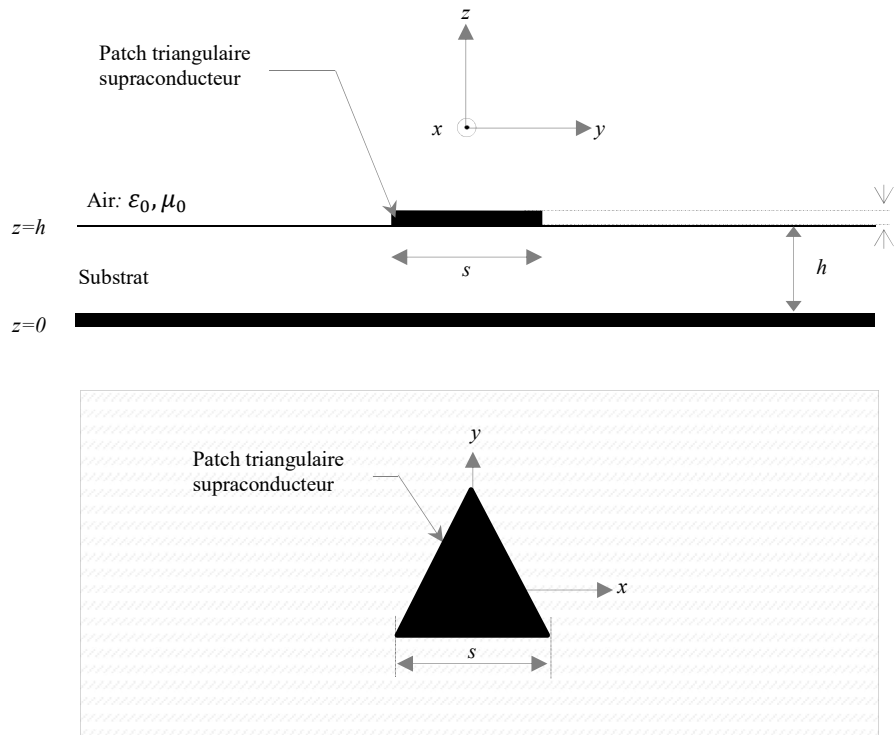 z
Patch triangulaire
supraconducteur
x
y
Air: ε₀, μ₀
z=h
s
h
Substrat
z=0
y
Patch triangulaire
supraconducteur
x
s